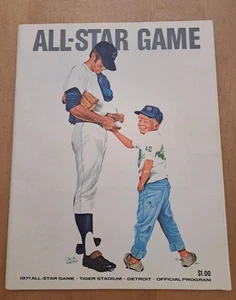 ALL-STAR GAME
42
$1.00
1971 ALL-STAR GAME · TIGER STADIUM · DETROIT · OFFICIAL PROGRAM